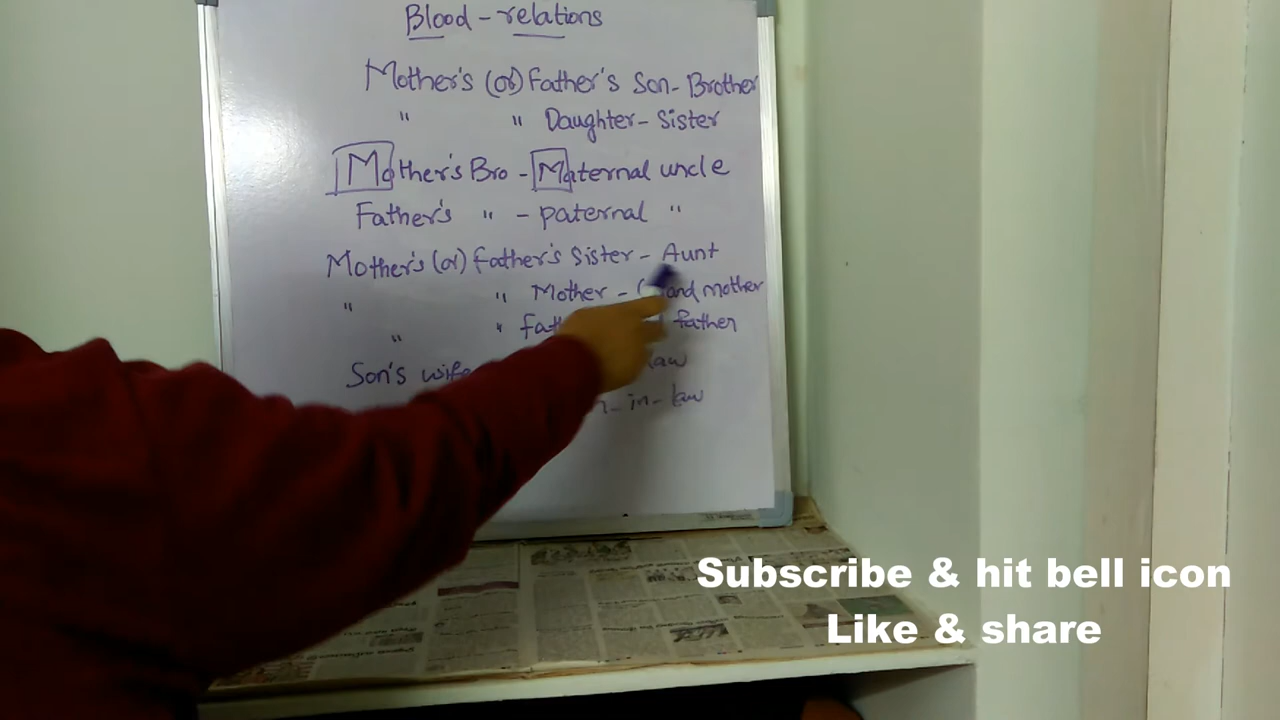 Blood - relations
Mother's (or) Father's Son - Brother
" " Daughter - Sister
Mother's Bro - Maternal uncle
Father's " - paternal "
Mother's (or) father's Sister - Aunt
" " Mother - mother
" " father
Son's wife law
in - law
Subscribe & hit bell icon
Like & share